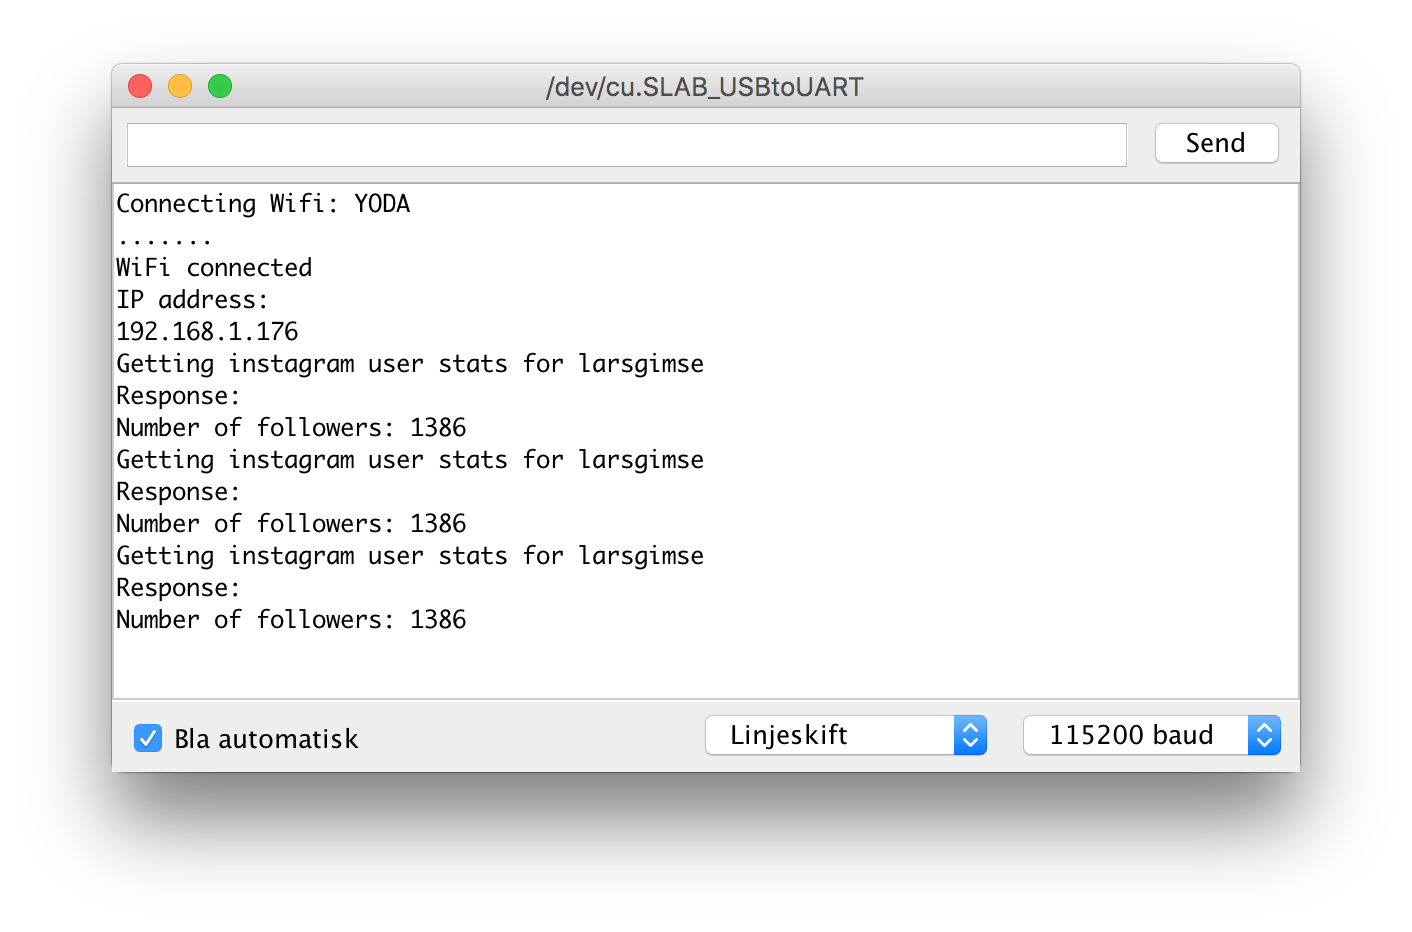 /dev/cu.SLAB_USBtoUART
Send
Connecting Wifi: YODA
.......
WiFi connected
IP address:
192.168.1.176
Getting instagram user stats for larsgimse
Response:
Number of followers: 1386
Getting instagram user stats for larsgimse
Response:
Number of followers: 1386
Getting instagram user stats for larsgimse
Response:
Number of followers: 1386
Bla automatisk
Linjeskift
115200 baud